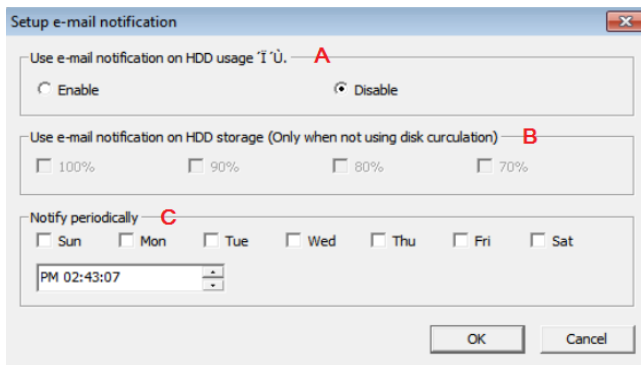 Setup e-mail notification
Use e-mail notification on HDD usage ´Ï ´Ù. A
Enable Disable
Use e-mail notification on HDD storage (Only when not using disk curculation) B
100% 90% 80% 70%
Notify periodically C
Sun Mon Tue Wed Thu Fri Sat
PM 02:43:07
OK Cancel